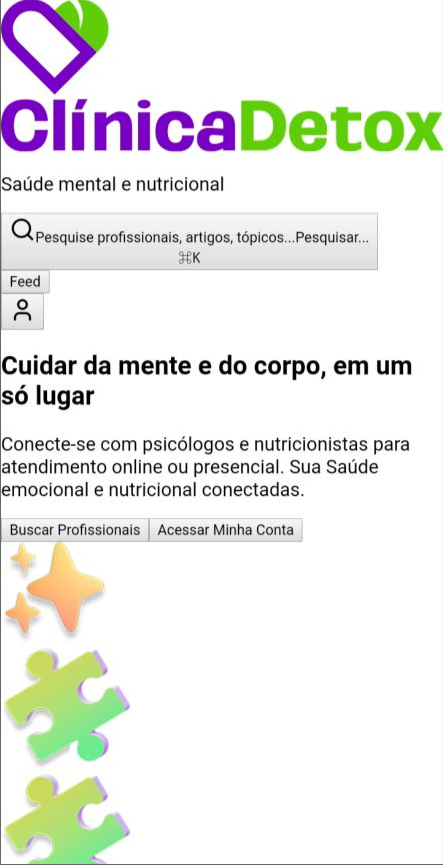 ClínicaDetox
Saúde mental e nutricional
Pesquise profissionais, artigos, tópicos...Pesquisar...
⌘K
Feed
Cuidar da mente e do corpo, em um
só lugar
Conecte-se com psicólogos e nutricionistas para
atendimento online ou presencial. Sua Saúde
emocional e nutricional conectadas.
Buscar Profissionais
Acessar Minha Conta